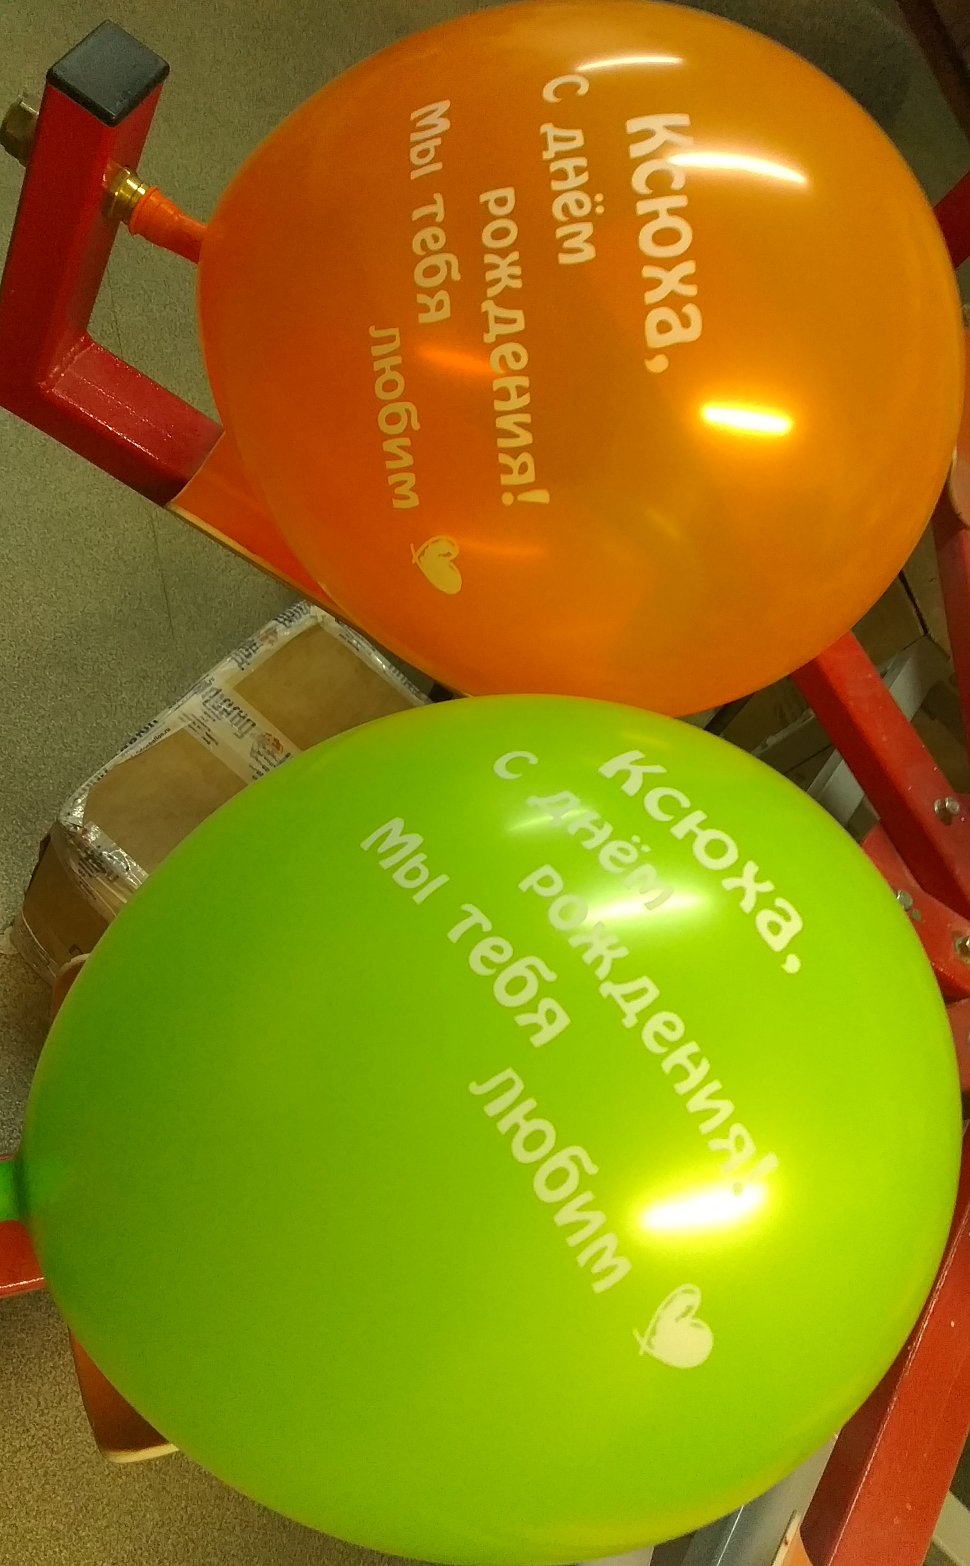 Ксюха,
с днём
рождения!
Мы тебя
любим
Ксюха,
с днём
рождения!
Мы тебя
любим